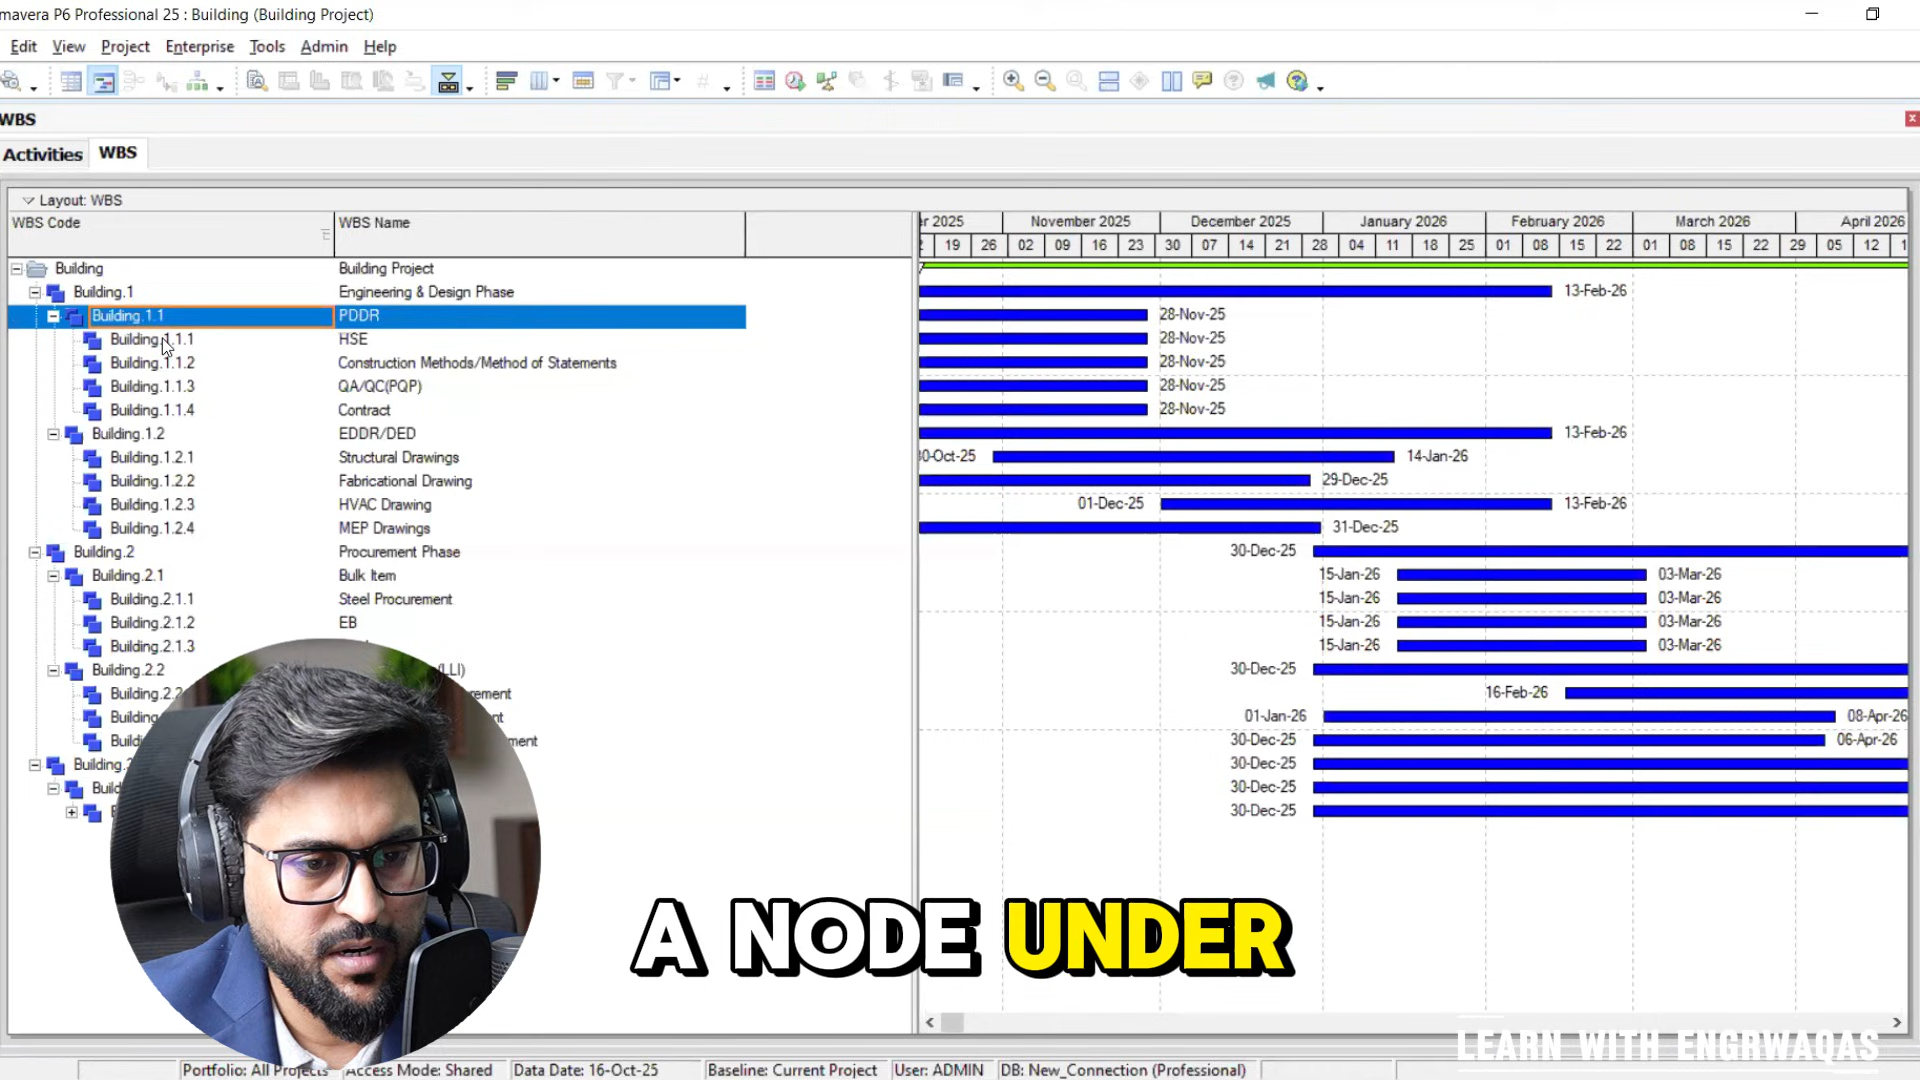 mavera P6 Professional 25 : Building (Building Project)
Edit View Project Enterprise Tools Admin Help
WBS
Activities WBS
Layout: WBS
WBS Code WBS Name
r 2025 November 2025 December 2025 January 2026 February 2026 March 2026 April 2026
19 26 02 09 16 23 30 07 14 21 28 04 11 18 25 01 08 15 22 01 08 15 22 29 05 12
Building Building Project
Building.1 Engineering & Design Phase 13-Feb-26
Building.1.1 PDDR 28-Nov-25
Building.1.1.1 HSE 28-Nov-25
Building.1.1.2 Construction Methods/Method of Statements 28-Nov-25
Building.1.1.3 QA/QC(PQP) 28-Nov-25
Building.1.1.4 Contract 28-Nov-25
Building.1.2 EDDR/DED 13-Feb-26
Building.1.2.1 Structural Drawings 30-Oct-25 14-Jan-26
Building.1.2.2 Fabricational Drawing 29-Dec-25
Building.1.2.3 HVAC Drawing 01-Dec-25 13-Feb-26
Building.1.2.4 MEP Drawings 31-Dec-25
Building.2 Procurement Phase 30-Dec-25
Building.2.1 Bulk Item 15-Jan-26 03-Mar-26
Building.2.1.1 Steel Procurement 15-Jan-26 03-Mar-26
Building.2.1.2 EB 15-Jan-26 03-Mar-26
Building.2.1.3 15-Jan-26 03-Mar-26
Building.2.2 (LLI) 30-Dec-25
Building.2.2 rement 16-Feb-26
Building nt 01-Jan-26 08-Apr-26
Buildi ment 30-Dec-25 06-Apr-26
Building. 30-Dec-25
Buildi 30-Dec-25
30-Dec-25
A NODE UNDER
LEARN WITH ENGRWAQAS
Portfolio: All Projects Access Mode: Shared Data Date: 16-Oct-25 Baseline: Current Project User: ADMIN DB: New_Connection (Professional)